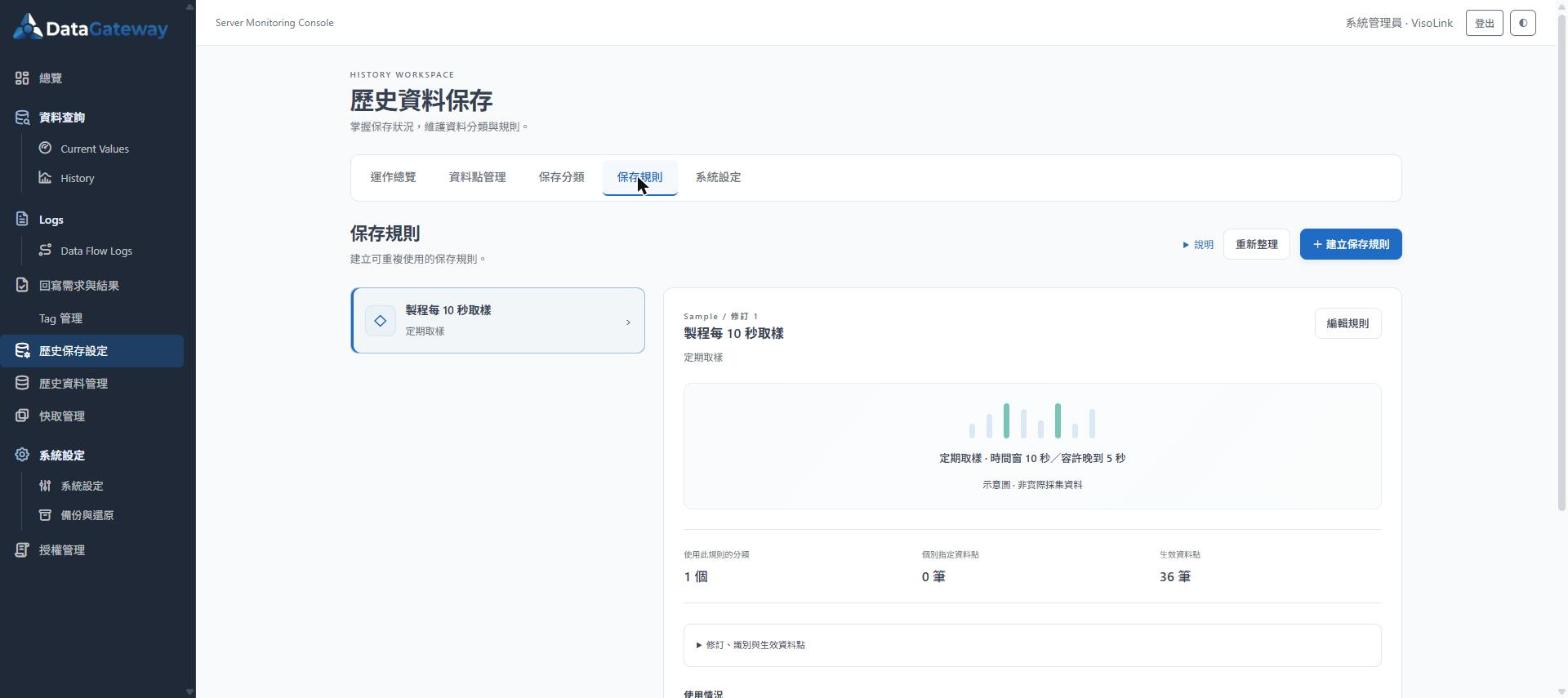 DataGateway
Server Monitoring Console
系統管理員 · VisoLink
登出
總覽
資料查詢
Current Values
History
Logs
Data Flow Logs
回寫需求與結果
Tag 管理
歷史保存設定
歷史資料管理
快取管理
系統設定
系統設定
備份與還原
授權管理
HISTORY WORKSPACE
歷史資料保存
掌握保存狀況，維護資料分類與規則。
運作總覽 資料點管理 保存分類 保存規則 系統設定
保存規則
建立可重複使用的保存規則。
▶ 說明
重新整理
＋ 建立保存規則
製程每 10 秒取樣
定期取樣
›
Sample / 修訂 1
製程每 10 秒取樣
定期取樣
編輯規則
定期取樣 · 時間窗 10 秒／容許晚到 5 秒
示意圖 · 非實際採集資料
使用此規則的分類 個別指定資料點 生效資料點
1 個 0 筆 36 筆
▶ 修訂、識別與生效資料點
使用情況